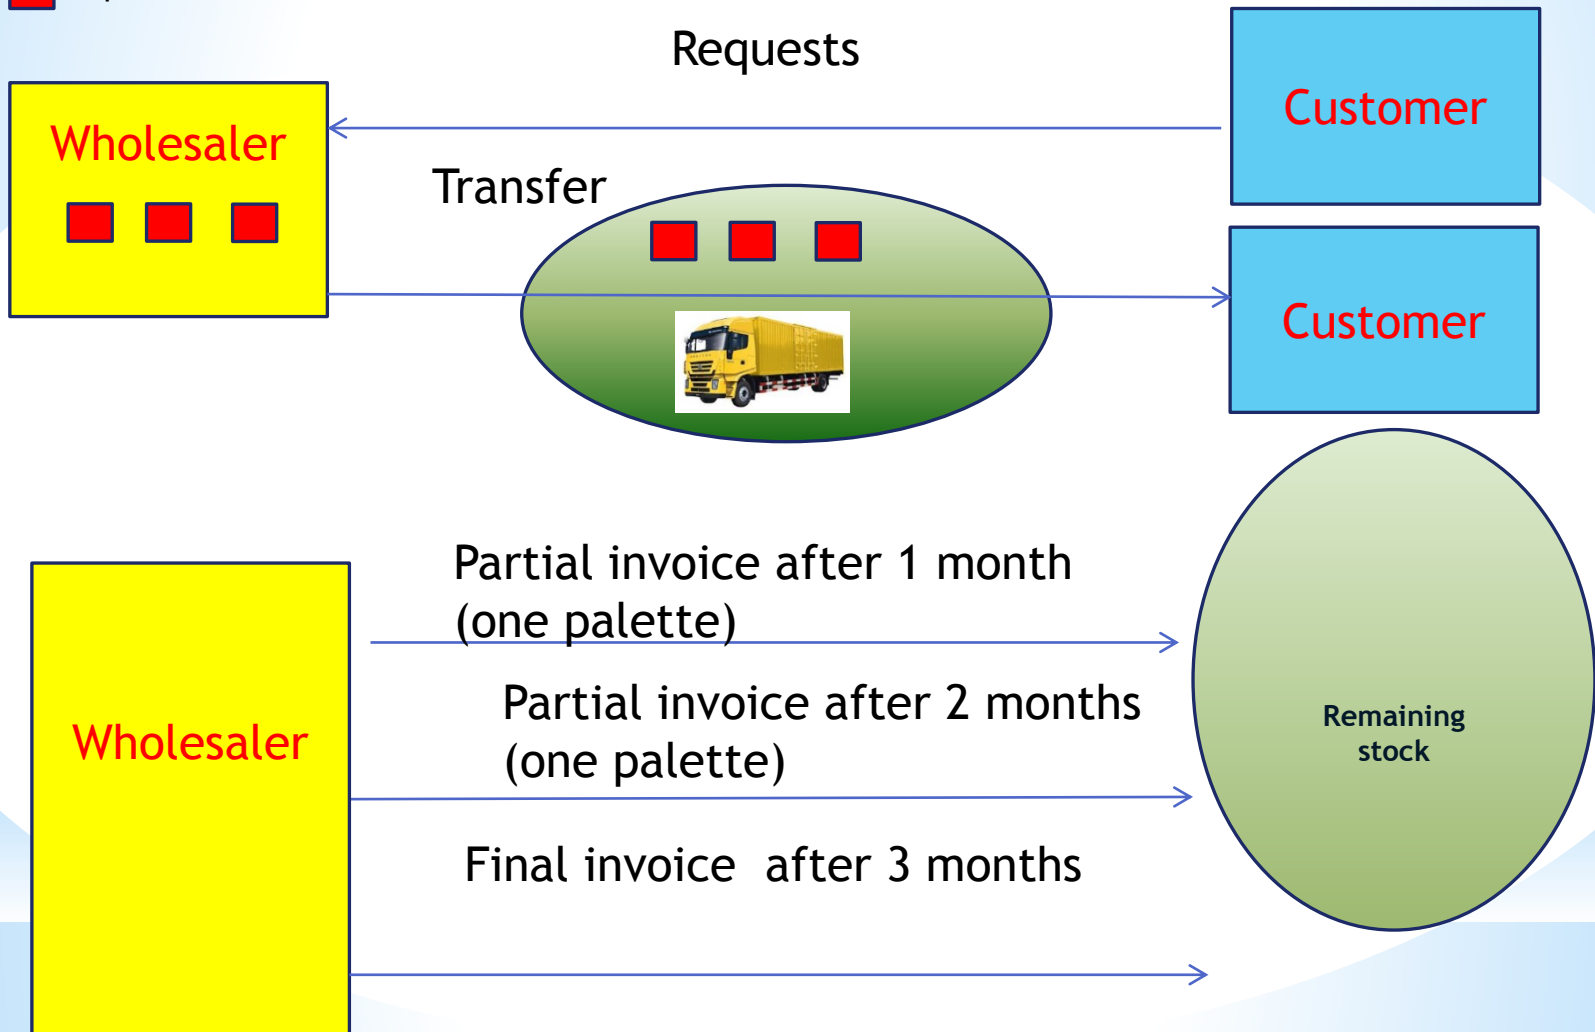 Requests
Customer
Wholesaler
Transfer
Customer
Partial invoice after 1 month
(one palette)
Partial invoice after 2 months
(one palette)
Remaining
stock
Wholesaler
Final invoice after 3 months